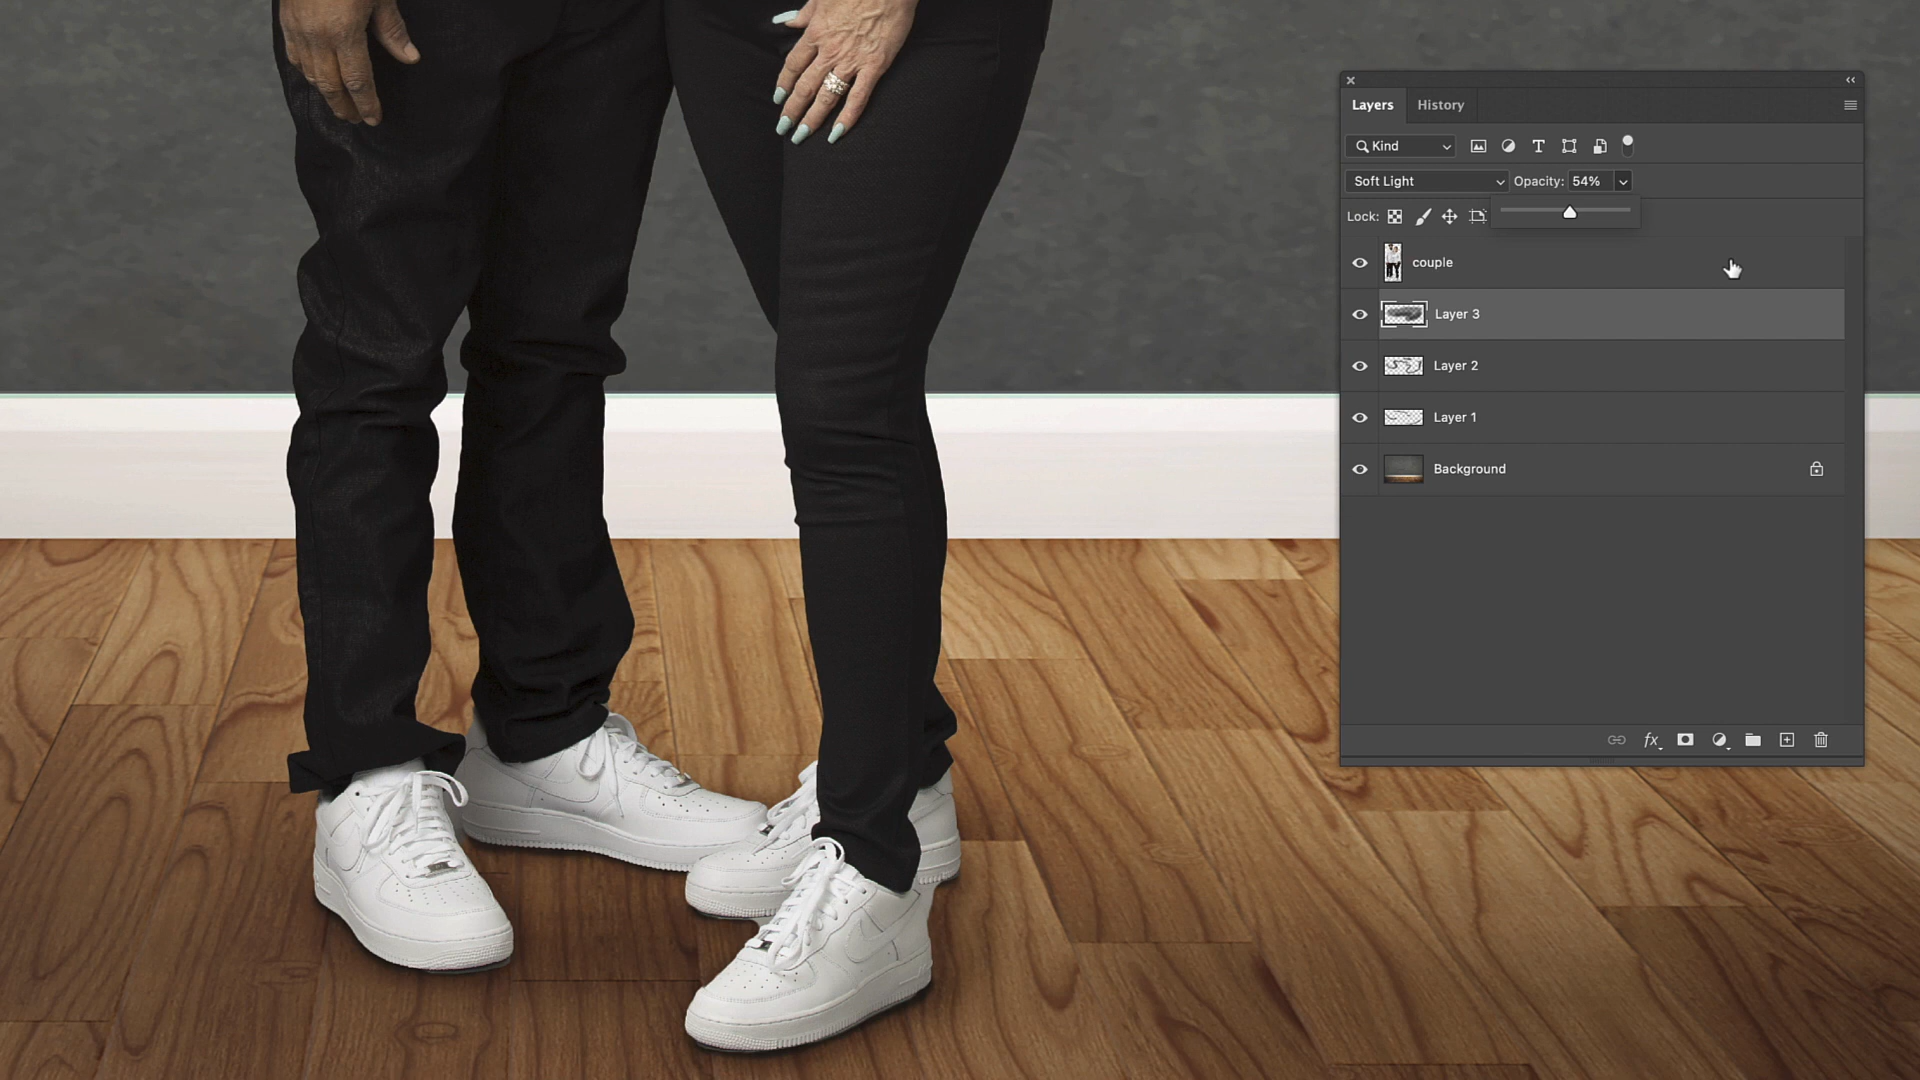 Layers History
Kind
Soft Light Opacity: 54%
Lock:
couple
Layer 3
Layer 2
Layer 1
Background
fx